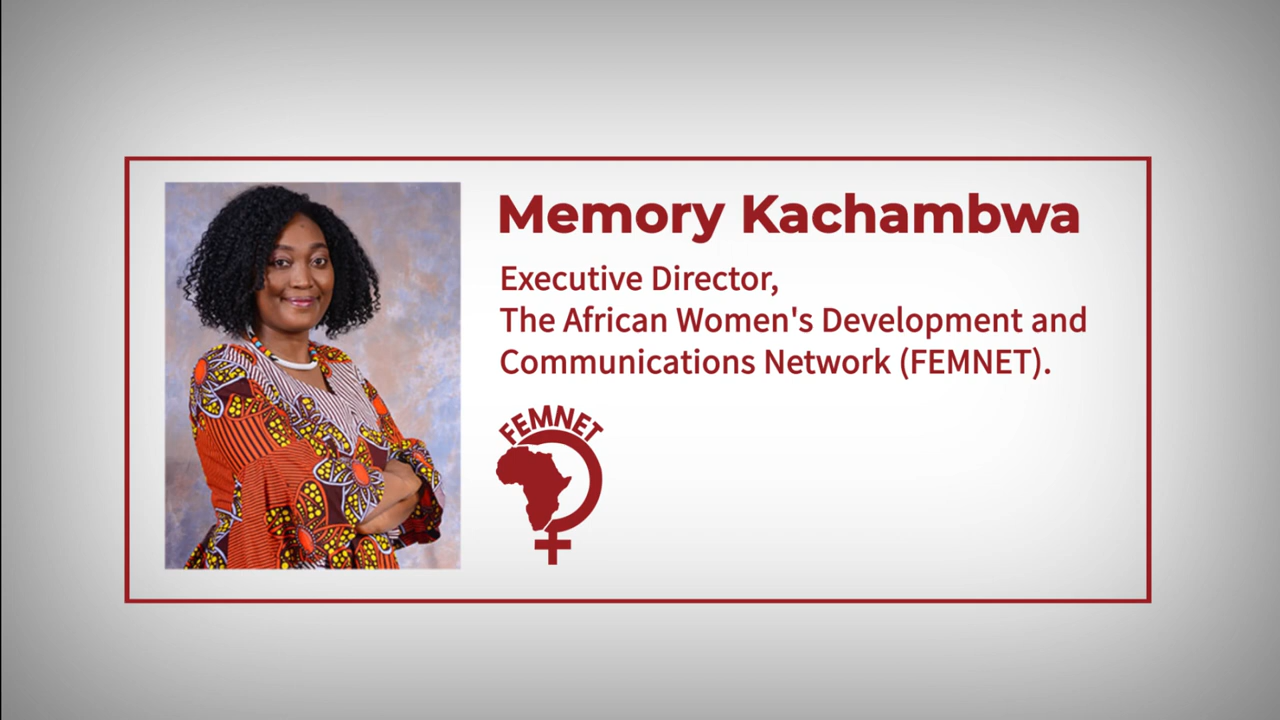 Memory Kachambwa
Executive Director,
The African Women's Development and
Communications Network (FEMNET).
FEMNET